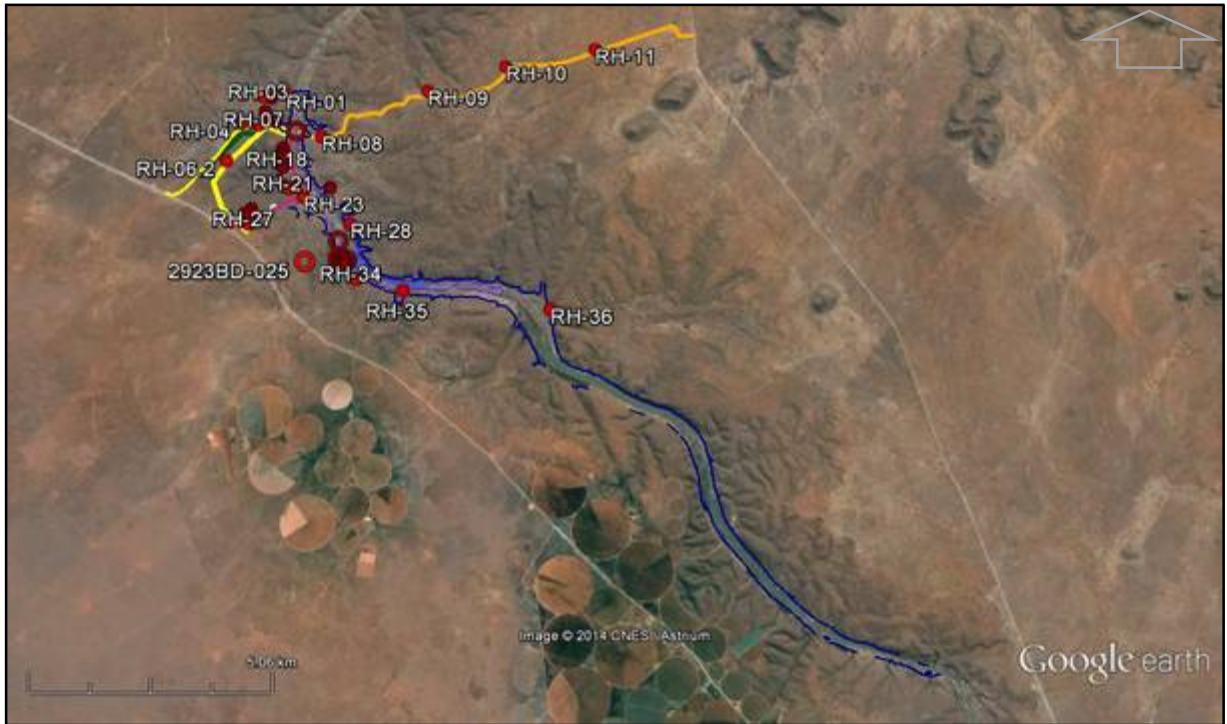 RH-11
RH-10
RH-09
RH-03
RH-01
RH-04
RH-07
RH-08
RH-06 2
RH-18
RH-21
RH-23
RH-27
RH-28
2923BD-025
RH-34
RH-35
RH-36
Image © 2014 CNES / Astrium
5.06 km
Google earth